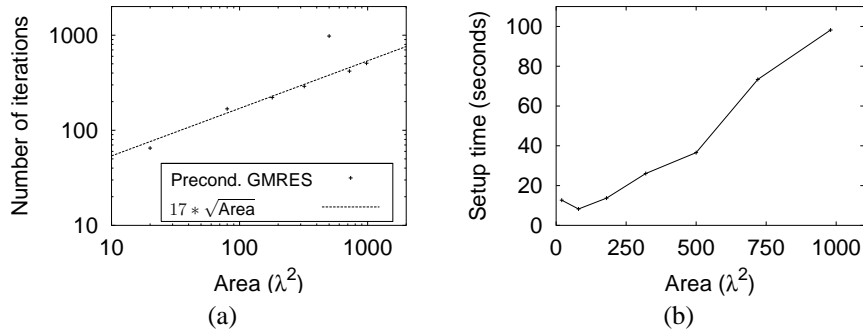 Number of iterations
1000
100
10
Precond. GMRES
17 ∗ √Area
10
100
1000
Area (λ²)
(a)
Setup time (seconds)
100
80
60
40
20
0
0
250
500
750
1000
Area (λ²)
(b)